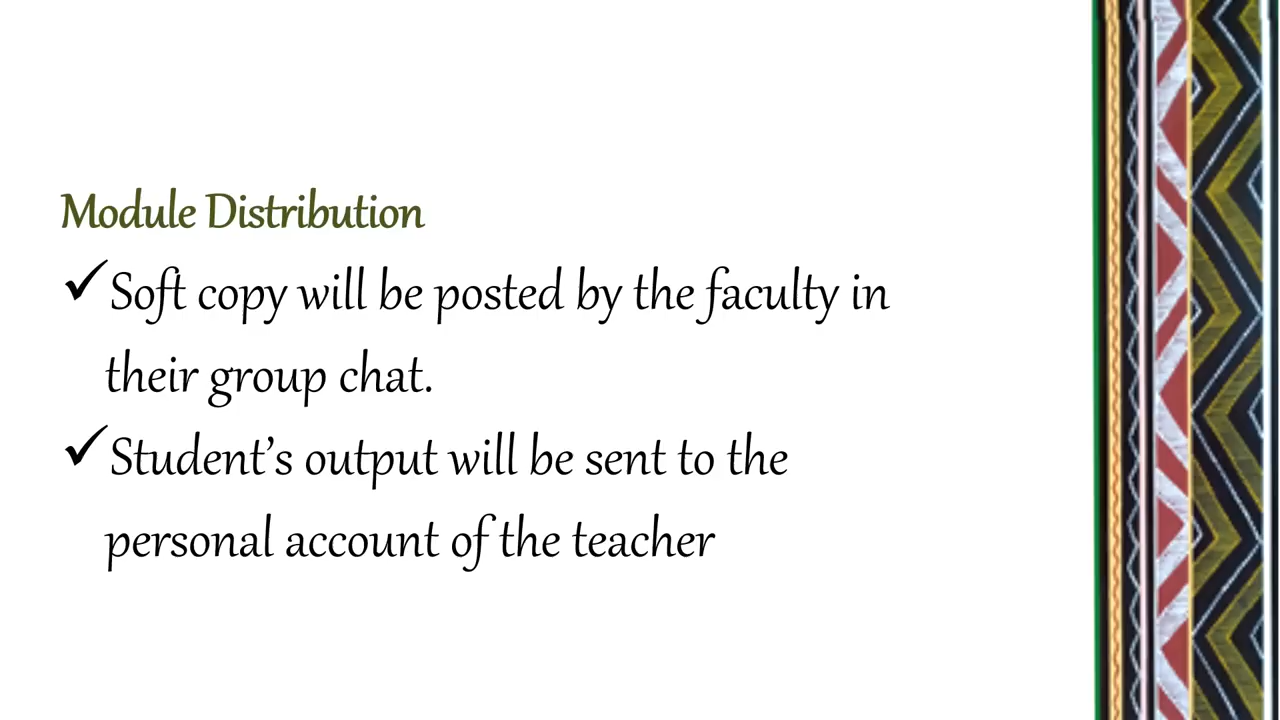 Module Distribution
✓Soft copy will be posted by the faculty in
their group chat.
✓Student’s output will be sent to the
personal account of the teacher